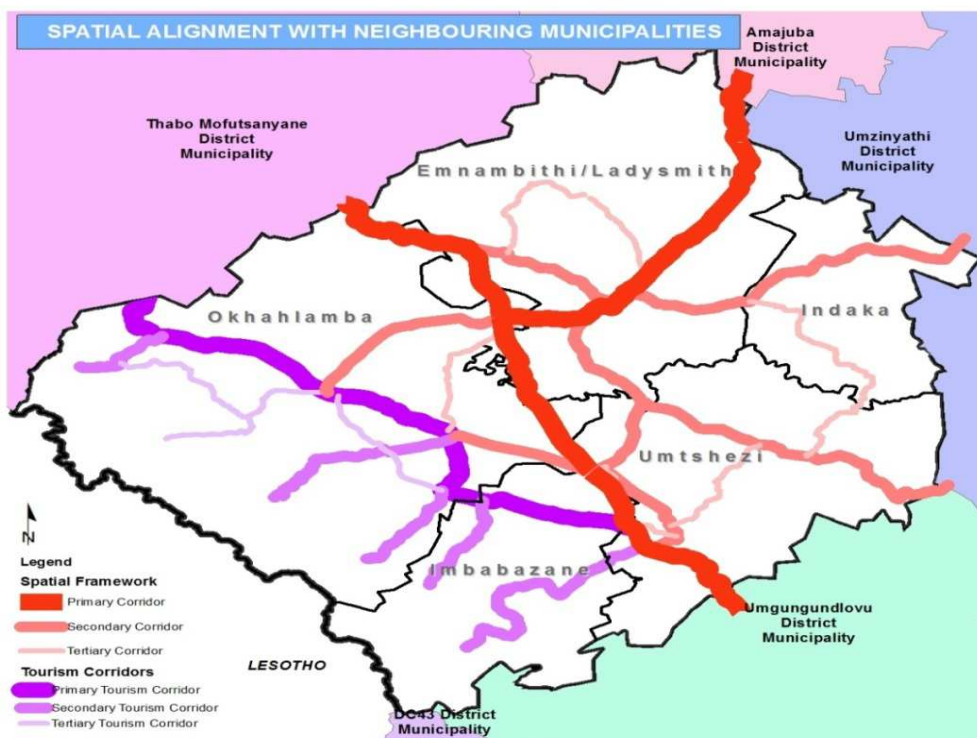 SPATIAL ALIGNMENT WITH NEIGHBOURING MUNICIPALITIES
Amajuba
District
Municipality
Thabo Mofutsanyane
District
Municipality
Umzinyathi
District
Municipality
Emnambithi/Ladysmith
Okhahlamba
Indaka
Umtshezi
Imbabazane
N
Legend
Spatial Framework
Primary Corridor
Secondary Corridor
Tertiary Corridor
Tourism Corridors
Primary Tourism Corridor
Secondary Tourism Corridor
Tertiary Tourism Corridor
LESOTHO
Umgungundlovu
District
Municipality
DC43 District
Municipality